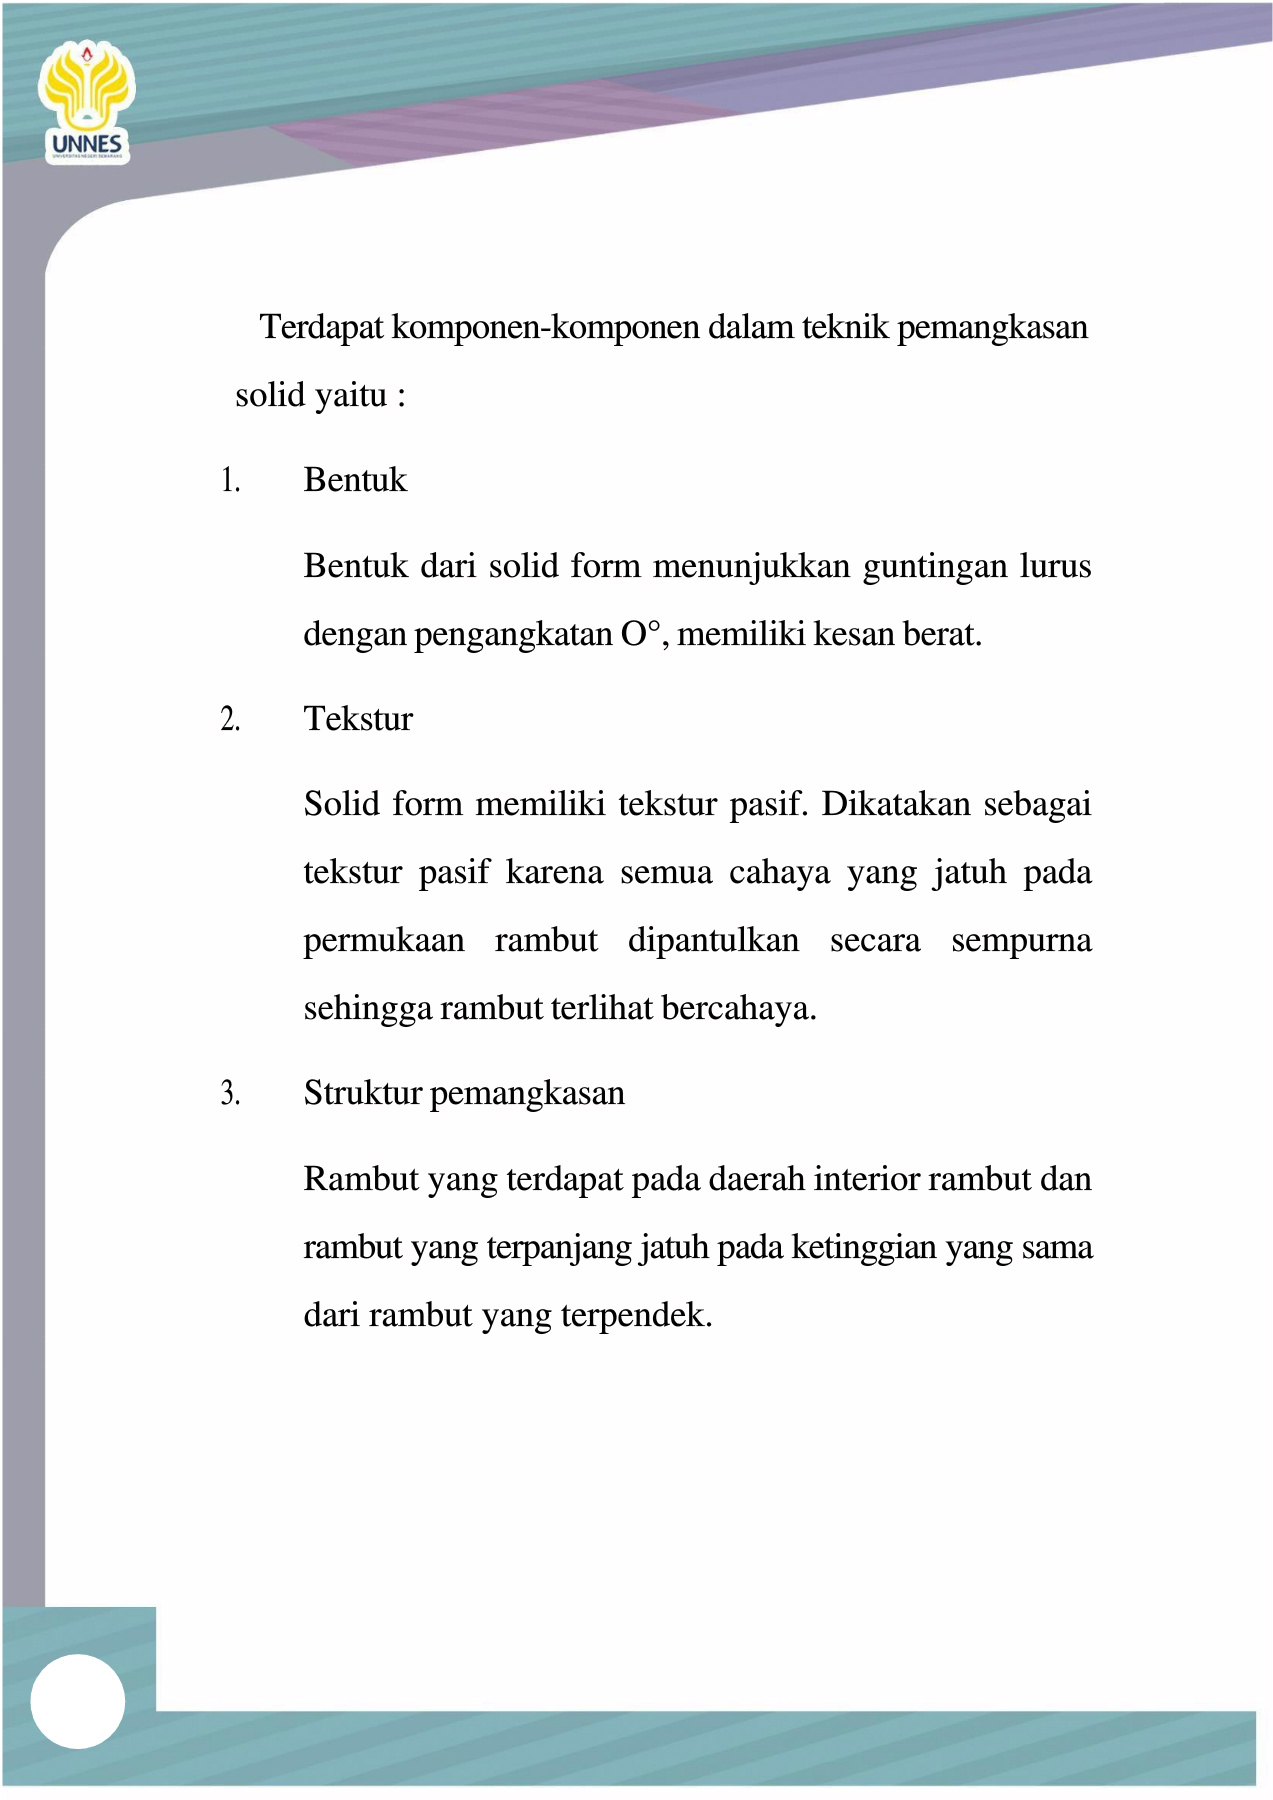 UNNES
UNIVERSITAS NEGERI SEMARANG
Terdapat komponen-komponen dalam teknik pemangkasan
solid yaitu :
1. Bentuk
Bentuk dari solid form menunjukkan guntingan lurus
dengan pengangkatan O°, memiliki kesan berat.
2. Tekstur
Solid form memiliki tekstur pasif. Dikatakan sebagai
tekstur pasif karena semua cahaya yang jatuh pada
permukaan rambut dipantulkan secara sempurna
sehingga rambut terlihat bercahaya.
3. Struktur pemangkasan
Rambut yang terdapat pada daerah interior rambut dan
rambut yang terpanjang jatuh pada ketinggian yang sama
dari rambut yang terpendek.